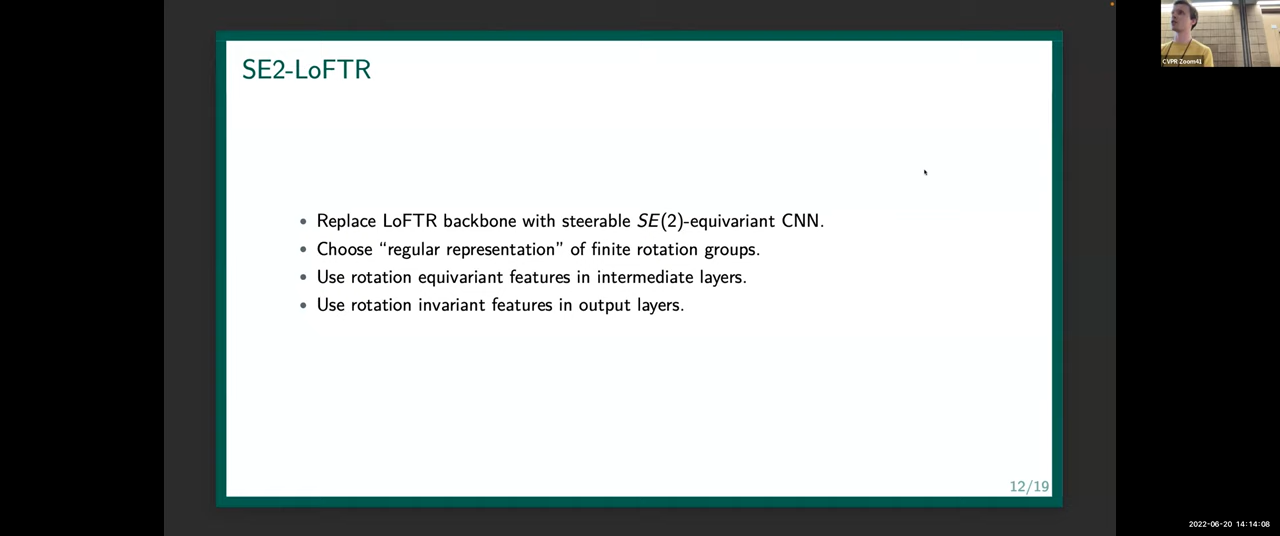 SE2-LoFTR
• Replace LoFTR backbone with steerable SE(2)-equivariant CNN.
• Choose “regular representation” of finite rotation groups.
• Use rotation equivariant features in intermediate layers.
• Use rotation invariant features in output layers.
12/19
CVPR Zoom41
2022-06-20 14:14:08